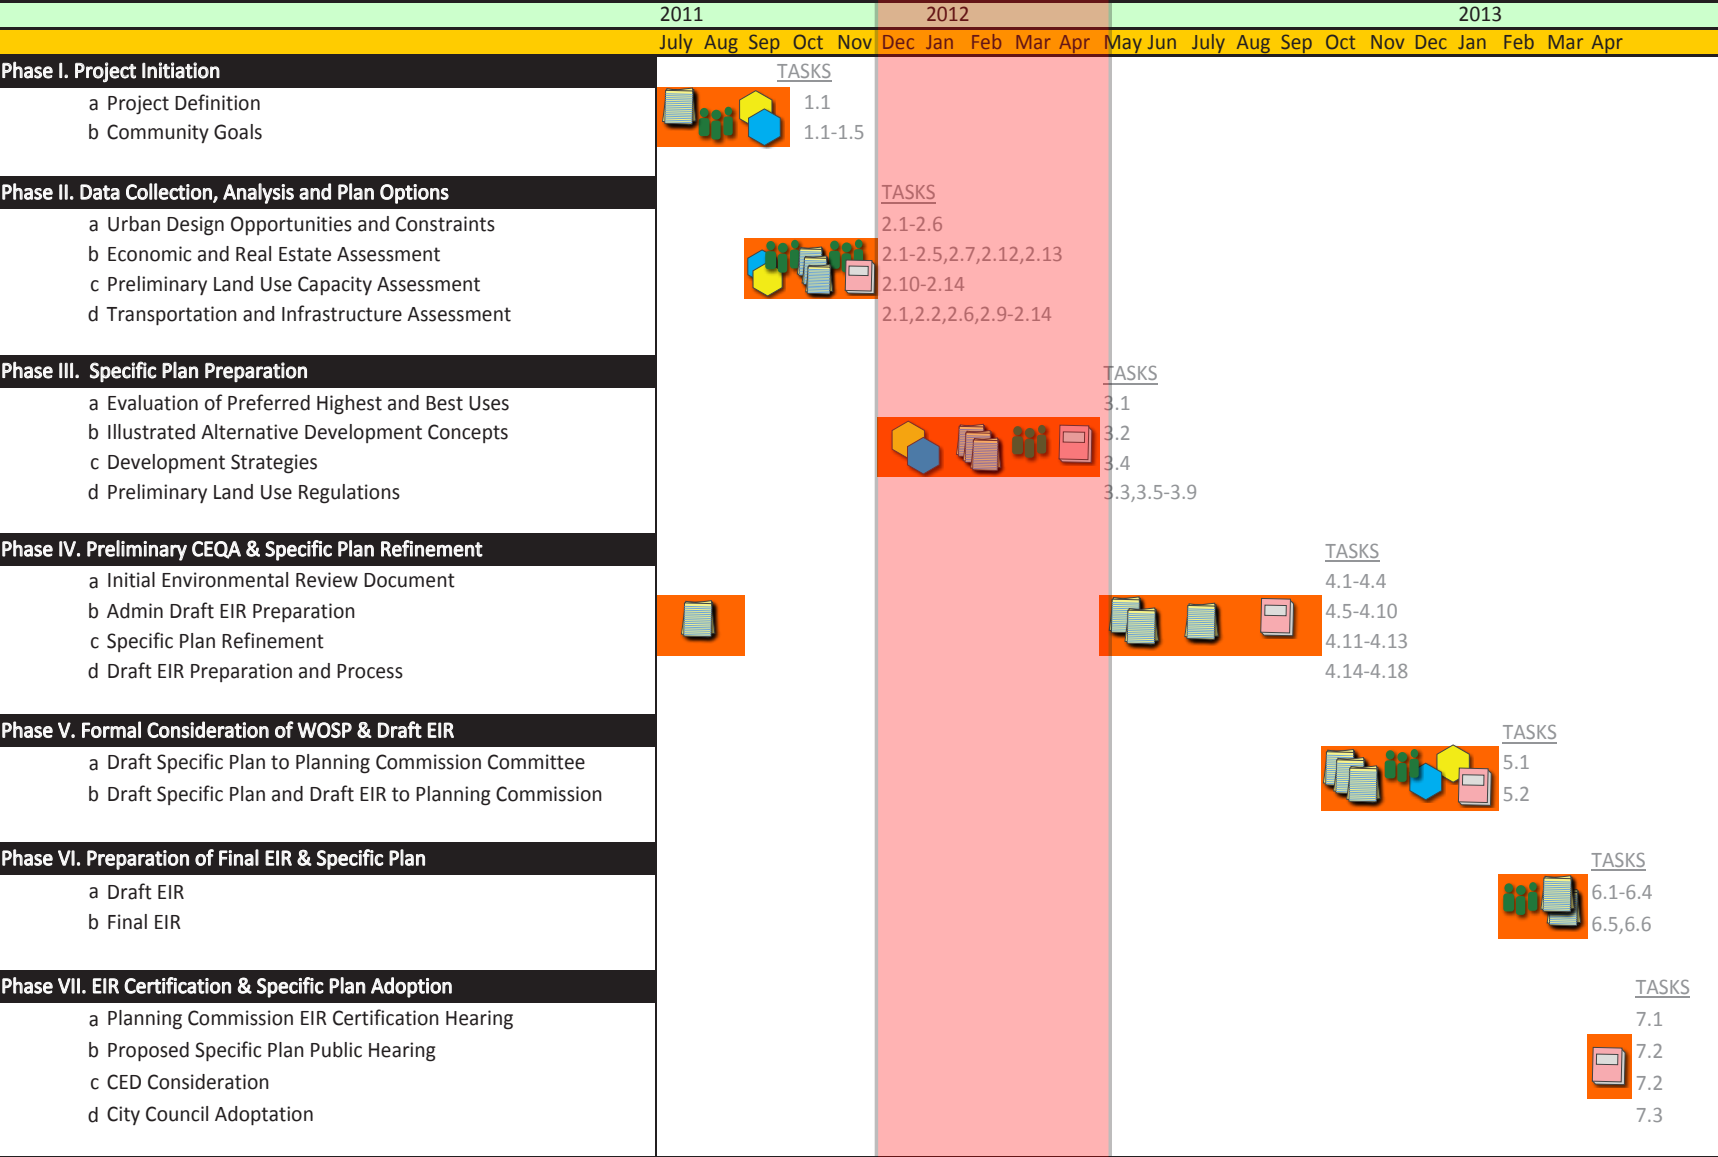 2011 2012 2013
July Aug Sep Oct Nov Dec Jan Feb Mar Apr May Jun July Aug Sep Oct Nov Dec Jan Feb Mar Apr
Phase I. Project Initiation TASKS
a Project Definition 1.1
b Community Goals 1.1-1.5
Phase II. Data Collection, Analysis and Plan Options TASKS
a Urban Design Opportunities and Constraints 2.1-2.6
b Economic and Real Estate Assessment 2.1-2.5,2.7,2.12,2.13
c Preliminary Land Use Capacity Assessment 2.10-2.14
d Transportation and Infrastructure Assessment 2.1,2.2,2.6,2.9-2.14
Phase III. Specific Plan Preparation TASKS
a Evaluation of Preferred Highest and Best Uses 3.1
b Illustrated Alternative Development Concepts 3.2
c Development Strategies 3.4
d Preliminary Land Use Regulations 3.3,3.5-3.9
Phase IV. Preliminary CEQA & Specific Plan Refinement TASKS
a Initial Environmental Review Document 4.1-4.4
b Admin Draft EIR Preparation 4.5-4.10
c Specific Plan Refinement 4.11-4.13
d Draft EIR Preparation and Process 4.14-4.18
Phase V. Formal Consideration of WOSP & Draft EIR TASKS
a Draft Specific Plan to Planning Commission Committee 5.1
b Draft Specific Plan and Draft EIR to Planning Commission 5.2
Phase VI. Preparation of Final EIR & Specific Plan TASKS
a Draft EIR 6.1-6.4
b Final EIR 6.5,6.6
Phase VII. EIR Certification & Specific Plan Adoption TASKS
a Planning Commission EIR Certification Hearing 7.1
b Proposed Specific Plan Public Hearing 7.2
c CED Consideration 7.2
d City Council Adoptation 7.3